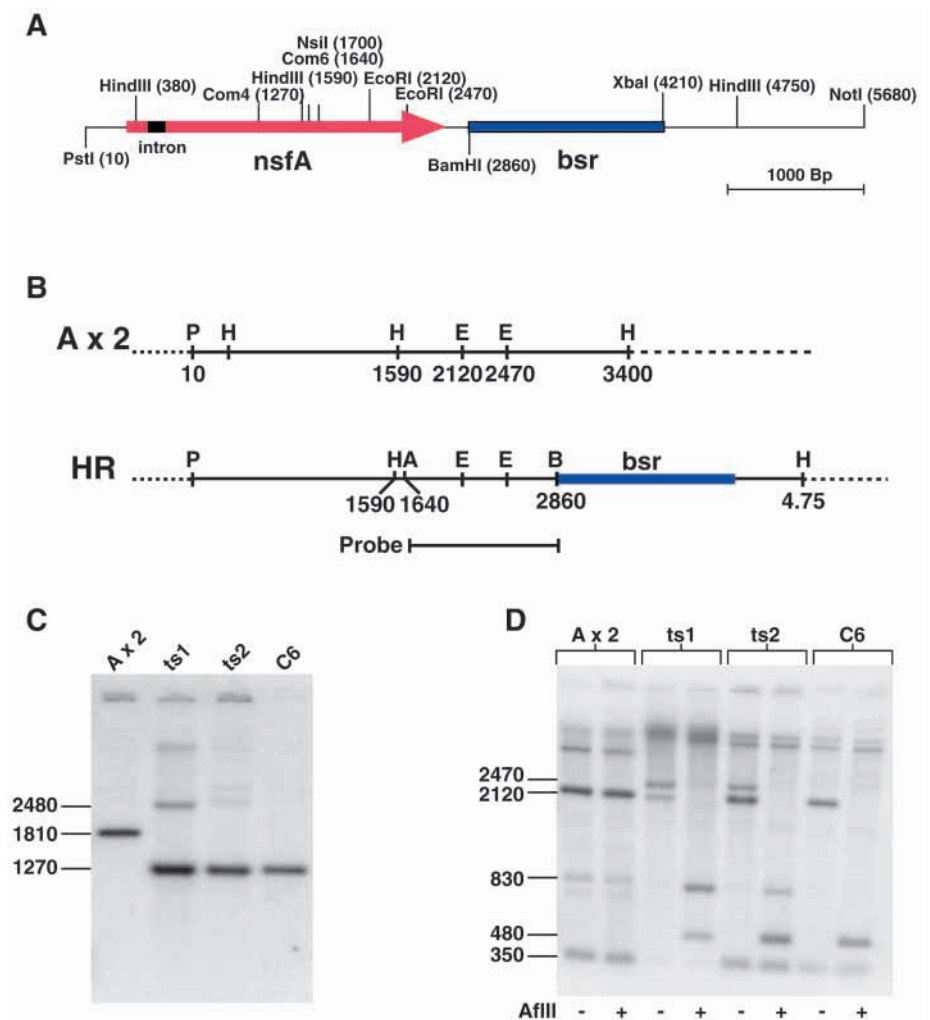 A
NsiI (1700)
Com6 (1640)
HindIII (1590) EcoRI (2120)
HindIII (380) Com4 (1270) EcoRI (2470)
XbaI (4210) HindIII (4750) NotI (5680)
PstI (10) intron nsfA BamHI (2860) bsr
1000 Bp
B
P H H E E H
A x 2
10 1590 2120 2470 3400
P H A E E B bsr H
HR
1590 1640 2860 4.75
Probe
C
A x 2 ts1 ts2 C6
2480
1810
1270
D
A x 2 ts1 ts2 C6
2470
2120
830
480
350
AflII - + - + - + - +